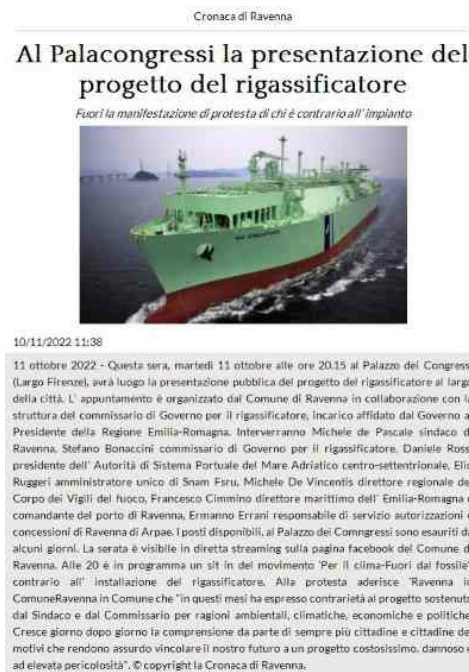 Cronaca di Ravenna
Al Palacongressi la presentazione del
progetto del rigassificatore
Fuori la manifestazione di protesta di chi è contrario all' impianto
10/11/2022 11:38
11 ottobre 2022 - Questa sera, martedì 11 ottobre alle ore 20.15 al Palazzo dei Congress
(Largo Firenze), avrà luogo la presentazione pubblica del progetto del rigassificatore al largo
della città. L' appuntamento è organizzato dal Comune di Ravenna in collaborazione con la
struttura del commissario di Governo per il rigassificatore, incarico affidato dal Governo a
Presidente della Regione Emilia-Romagna. Interverranno Michele de Pascale sindaco d
Ravenna, Stefano Bonaccini commissario di Governo per il rigassificatore, Daniele Ross
presidente dell' Autorità di Sistema Portuale del Mare Adriatico centro-settentrionale, Elio
Ruggeri amministratore unico di Snam Fsru, Michele De Vincentis direttore regionale de
Corpo dei Vigili del fuoco, Francesco Cimmino direttore marittimo dell' Emilia-Romagna e
comandante del porto di Ravenna, Ermanno Errani responsabile di servizio autorizzazioni e
concessioni di Ravenna di Arpae. I posti disponibili, al Palazzo dei Comngressi sono esauriti da
alcuni giorni. La serata è visibile in diretta streaming sulla pagina facebook del Comune d
Ravenna. Alle 20 è in programma un sit in del movimento 'Per il clima-Fuori dal fossile'
contrario all' installazione del rigassificatore. Alla protesta aderisce 'Ravenna in
ComuneRavenna in Comune che "in questi mesi ha espresso contrarietà al progetto sostenuto
dal Sindaco e dal Commissario per ragioni ambientali, climatiche, economiche e politiche.
Cresce giorno dopo giorno la comprensione da parte di sempre più cittadine e cittadine dei
motivi che rendono assurdo vincolare il nostro futuro a un progetto costosissimo, dannoso e
ad elevata pericolosità". © copyright la Cronaca di Ravenna.